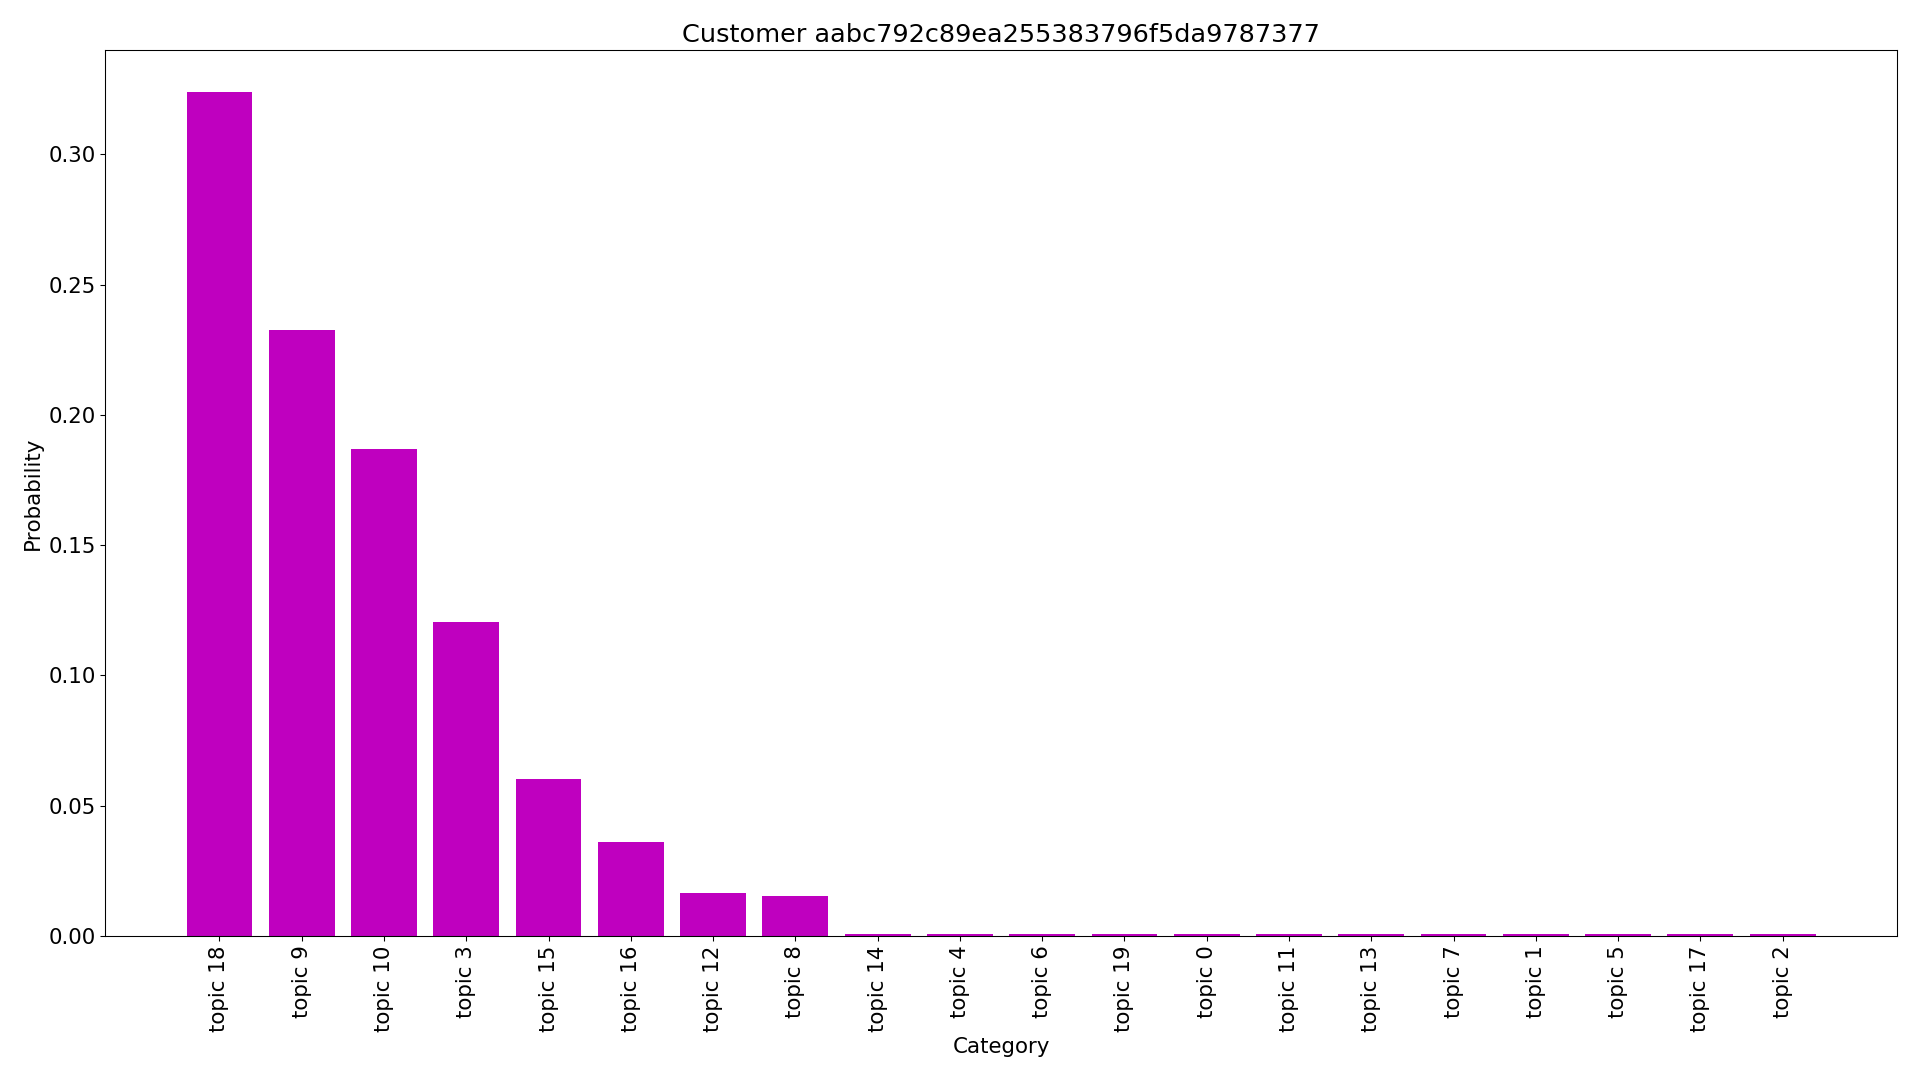 Customer aabc792c89ea255383796f5da9787377
Probability
0.30
0.25
0.20
0.15
0.10
0.05
0.00
topic 18
topic 9
topic 10
topic 3
topic 15
topic 16
topic 12
topic 8
topic 14
topic 4
topic 6
topic 19
topic 0
topic 11
topic 13
topic 7
topic 1
topic 5
topic 17
topic 2
Category